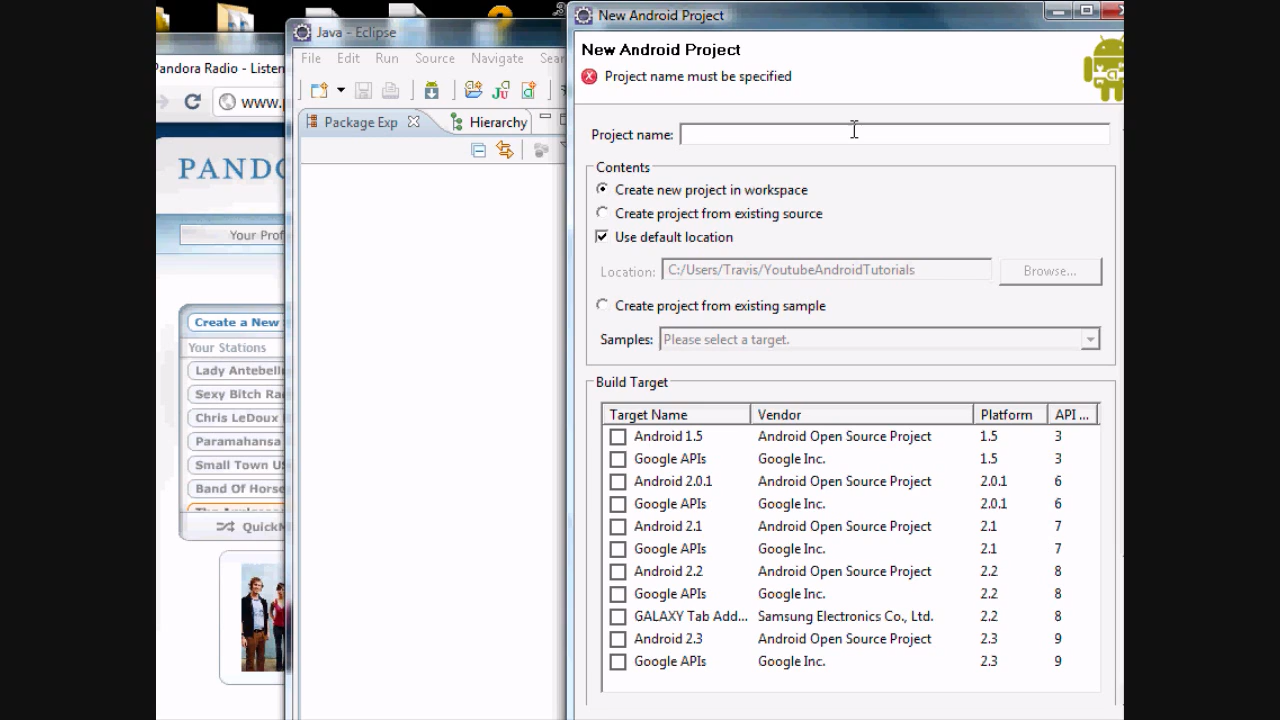 Pandora Radio - Listen
www.
PANDO
Your Prof
Create a New
Your Stations
Lady Antebell
Sexy Bitch Ra
Chris LeDoux
Paramahansa
Small Town U
Band Of Horse
QuickM
Java - Eclipse
File Edit Run Source Navigate Sear
Package Exp
Hierarchy
New Android Project
New Android Project
Project name must be specified
Project name:
Contents
Create new project in workspace
Create project from existing source
Use default location
Location: C:/Users/Travis/YoutubeAndroidTutorials Browse...
Create project from existing sample
Samples: Please select a target.
Build Target
Target Name Vendor Platform API ...
Android 1.5 Android Open Source Project 1.5 3
Google APIs Google Inc. 1.5 3
Android 2.0.1 Android Open Source Project 2.0.1 6
Google APIs Google Inc. 2.0.1 6
Android 2.1 Android Open Source Project 2.1 7
Google APIs Google Inc. 2.1 7
Android 2.2 Android Open Source Project 2.2 8
Google APIs Google Inc. 2.2 8
GALAXY Tab Add... Samsung Electronics Co., Ltd. 2.2 8
Android 2.3 Android Open Source Project 2.3 9
Google APIs Google Inc. 2.3 9